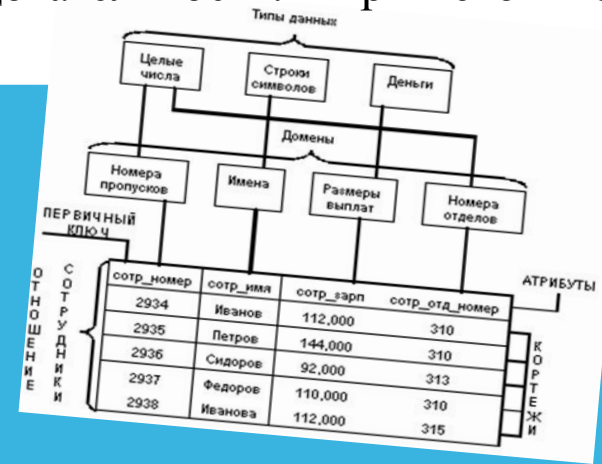 Типы данных
Целые числа
Строки символов
Деньги
Домены
Номера пропусков
Имена
Размеры выплат
Номера отделов
ПЕРВИЧНЫЙ КЛЮЧ
АТРИБУТЫ
ОТНОШЕНИЕ
СОТРУДНИКИ
сотр_номер сотр_имя сотр_зарп сотр_отд_номер
2934 Иванов 112,000 310
2935 Петров 144,000 310
2936 Сидоров 92,000 313
2937 Федоров 110,000 310
2938 Иванова 112,000 315
КОРТЕЖИ